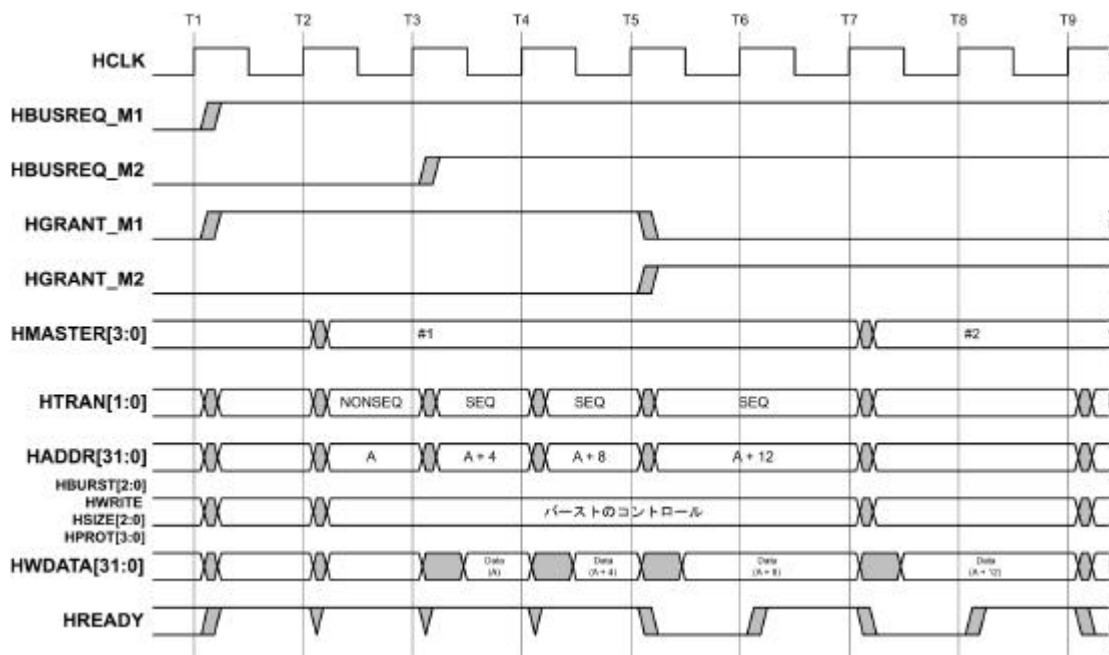 T1 T2 T3 T4 T5 T6 T7 T8 T9
HCLK
HBUSREQ_M1
HBUSREQ_M2
HGRANT_M1
HGRANT_M2
HMASTER[3:0] #1 #2
HTRAN[1:0] NONSEQ SEQ SEQ SEQ
HADDR[31:0] A A + 4 A + 8 A + 12
HBURST[2:0]
HWRITE
HSIZE[2:0]
HPROT[3:0]
バーストのコントロール
HWDATA[31:0] Data (A) Data (A + 4) Data (A + 8) Data (A + 12)
HREADY